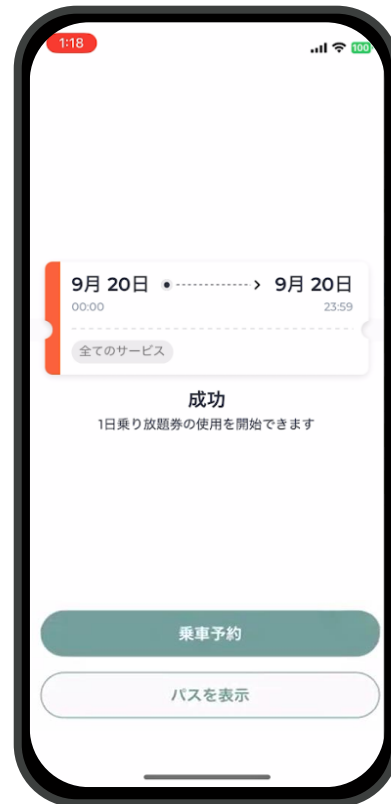 1:18
100
9月 20日
9月 20日
00:00
23:59
全てのサービス
成功
1日乗り放題券の使用を開始できます
乗車予約
パスを表示